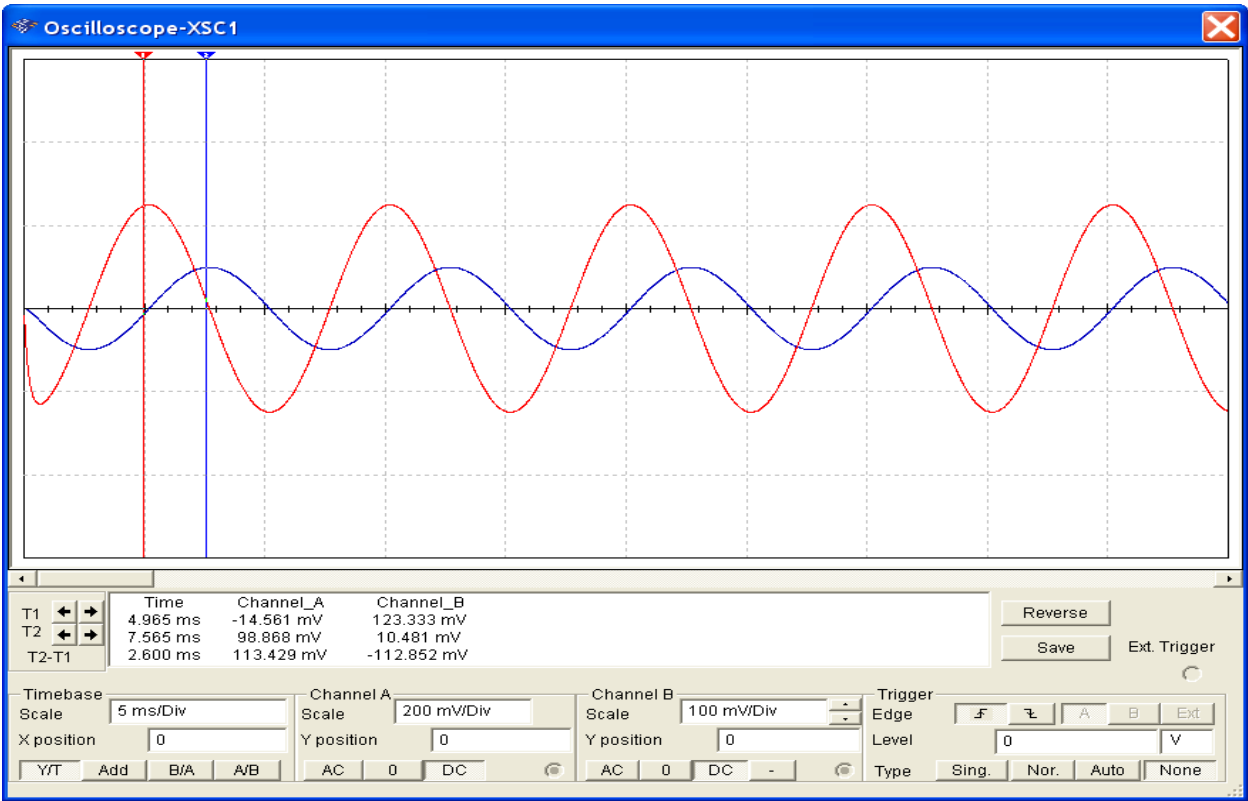 Oscilloscope-XSC1
1 2
Time Channel_A Channel_B
T1 4.965 ms -14.561 mV 123.333 mV
T2 7.565 ms 98.868 mV 10.481 mV
T2-T1 2.600 ms 113.429 mV -112.852 mV
Reverse
Save
Ext. Trigger
Timebase
Scale 5 ms/Div
X position 0
Y/T Add B/A A/B
Channel A
Scale 200 mV/Div
Y position 0
AC 0 DC
Channel B
Scale 100 mV/Div
Y position 0
AC 0 DC -
Trigger
Edge A B Ext
Level 0 V
Type Sing. Nor. Auto None